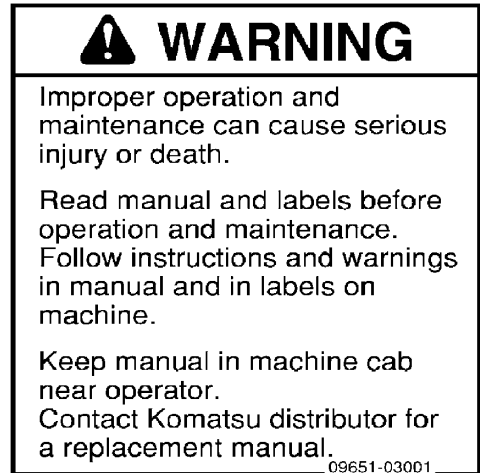 WARNING
Improper operation and
maintenance can cause serious
injury or death.
Read manual and labels before
operation and maintenance.
Follow instructions and warnings
in manual and in labels on
machine.
Keep manual in machine cab
near operator.
Contact Komatsu distributor for
a replacement manual.
09651-03001